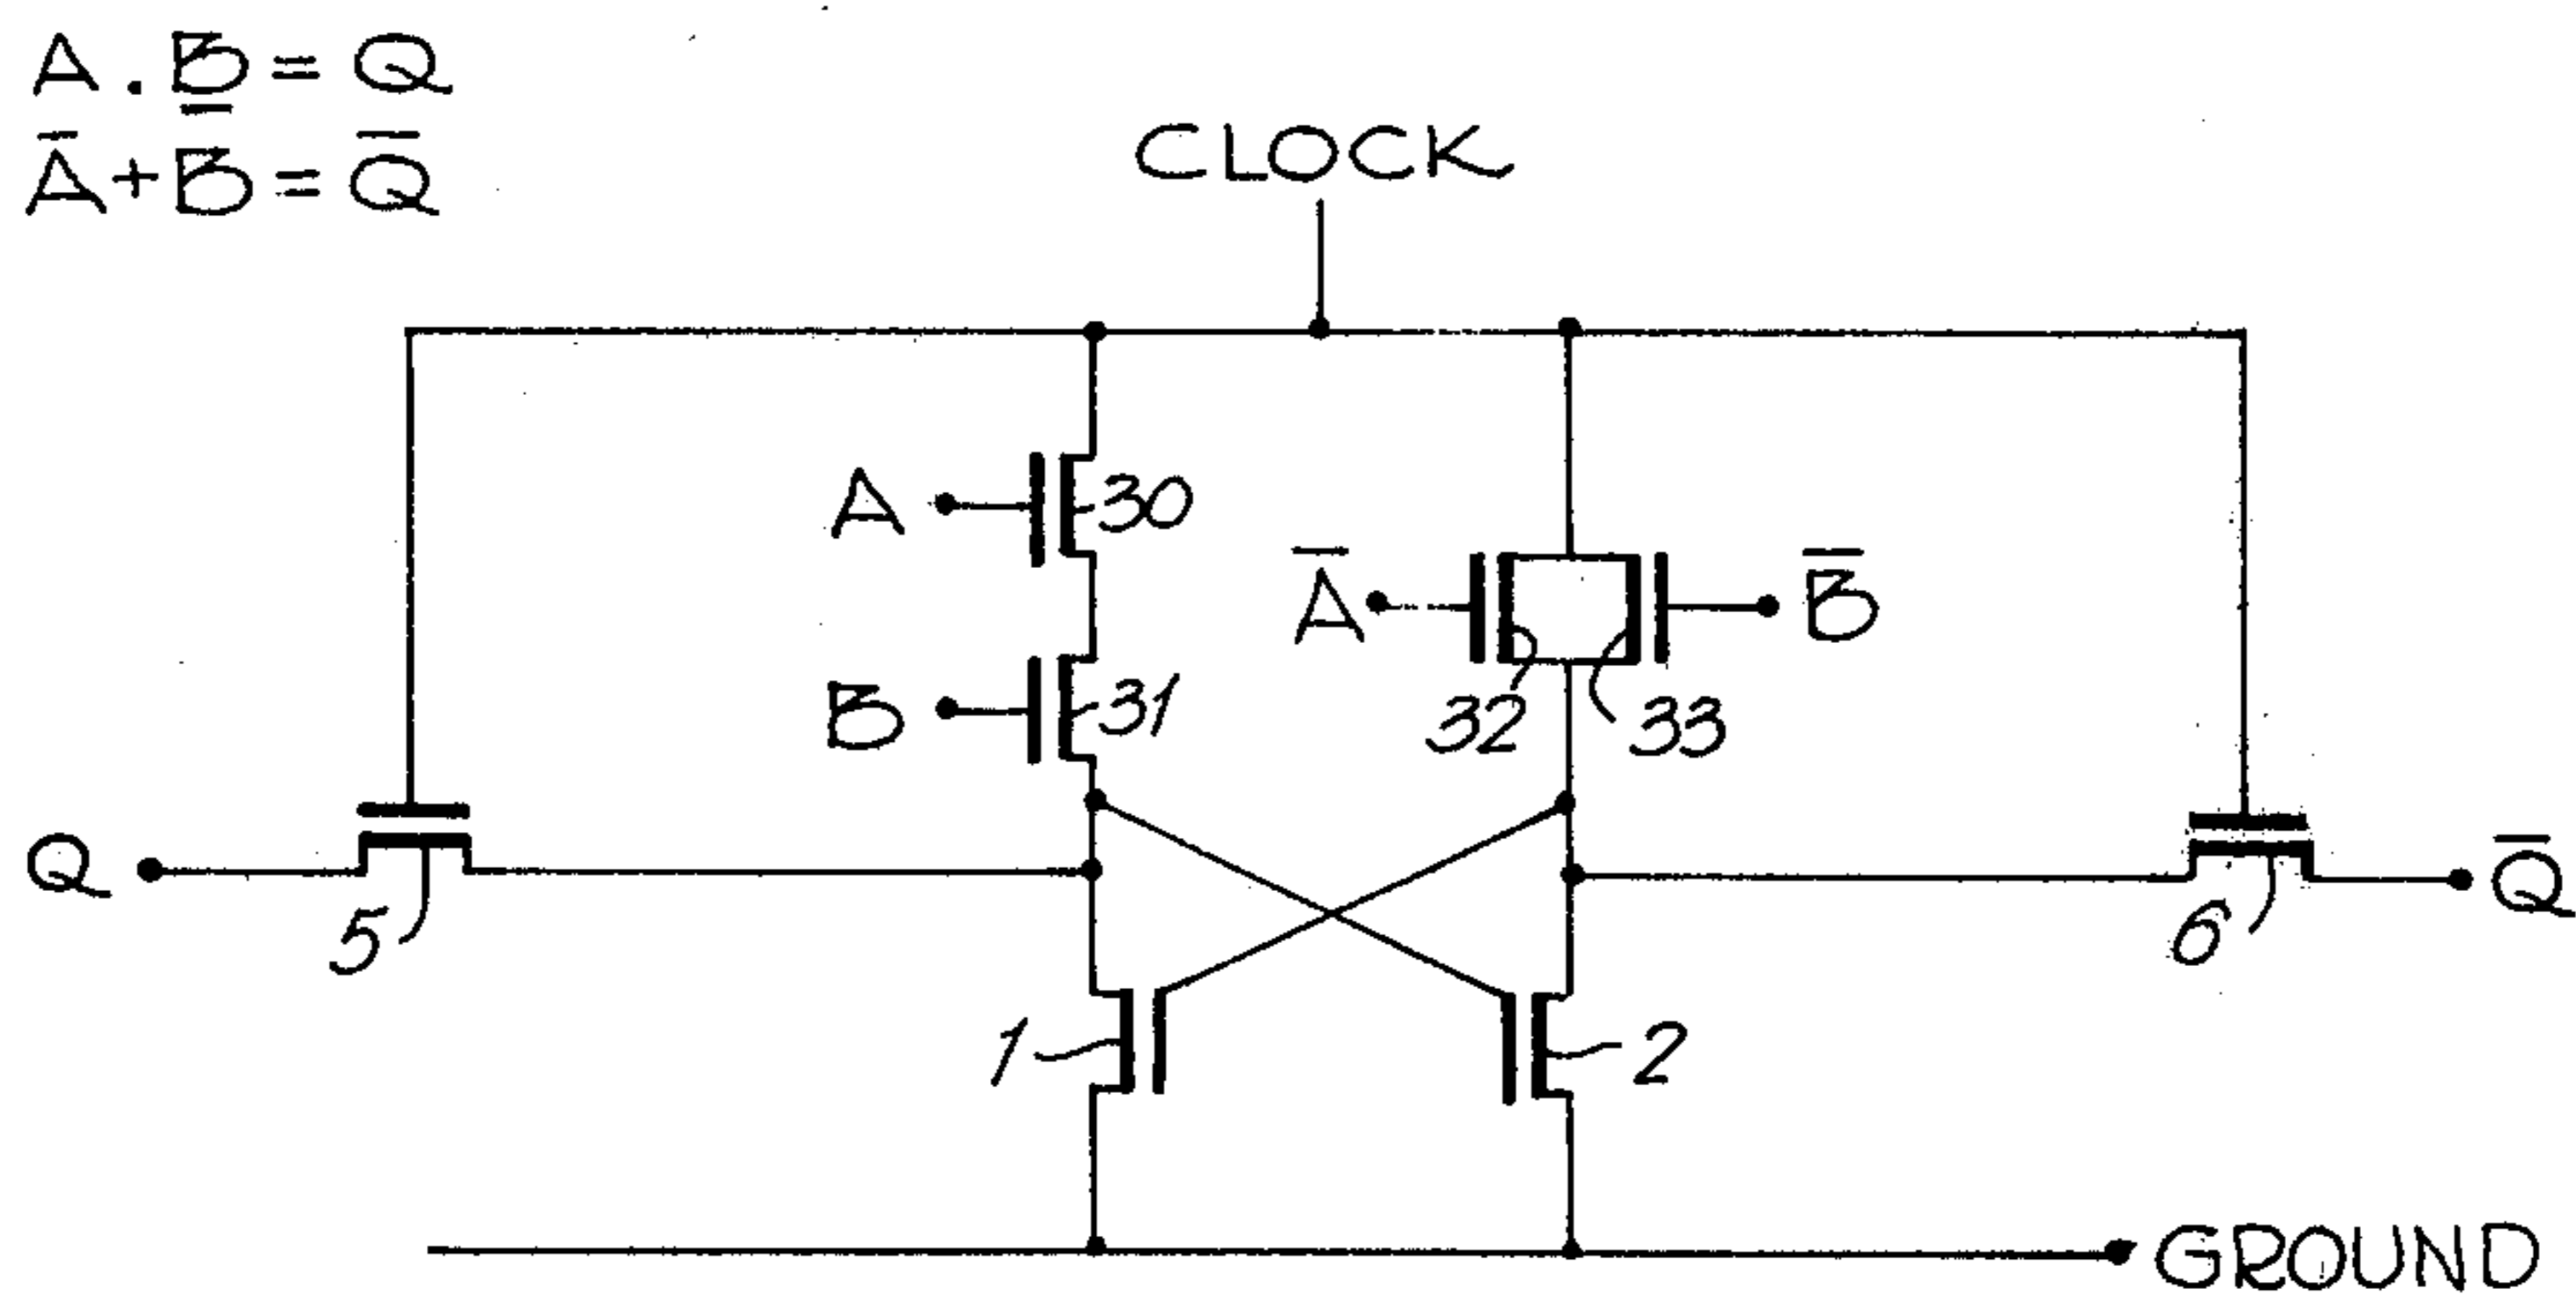 A . B = Q
Ā + B̄ = Q̄
CLOCK
A
30
Ā
B̄
B
31
32
33
Q
5
6
Q̄
1
2
GROUND